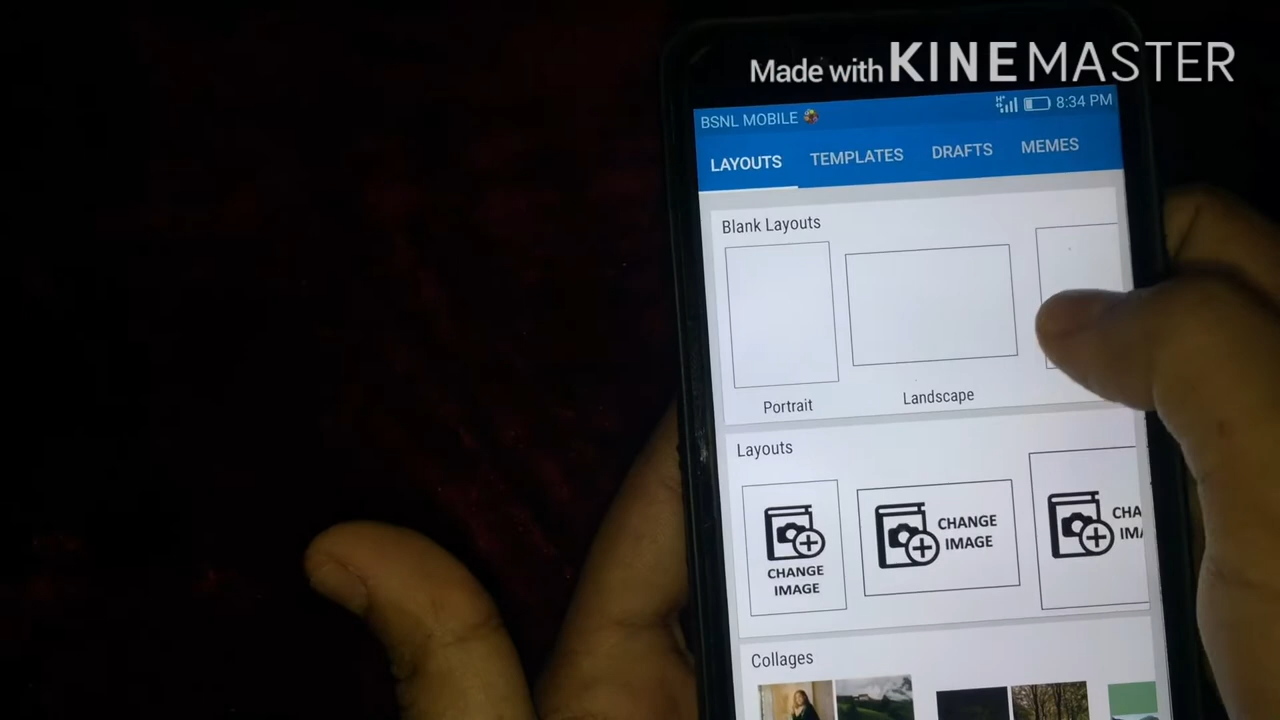 Made with KINEMASTER
BSNL MOBILE 8:34 PM
LAYOUTS TEMPLATES DRAFTS MEMES
Blank Layouts
Portrait Landscape
Layouts
CHANGE IMAGE
CHANGE IMAGE
CHA
IM
Collages